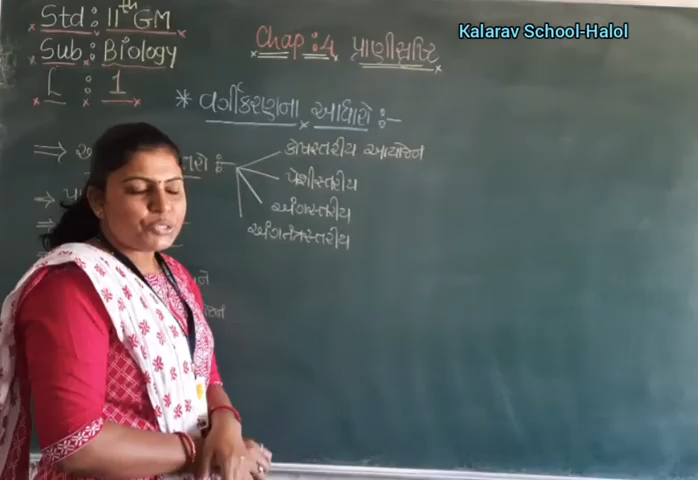 Std : 11th GM
Sub : Biology
L : 1
Kalarav School-Halol
Chap : 4 પ્રાણીસૃષ્ટિ
* વર્ગીકરણના આધારો :-
કોષસ્તરીય આયોજન
પેશીસ્તરીય
અંગસ્તરીય
અંગતંત્રસ્તરીય